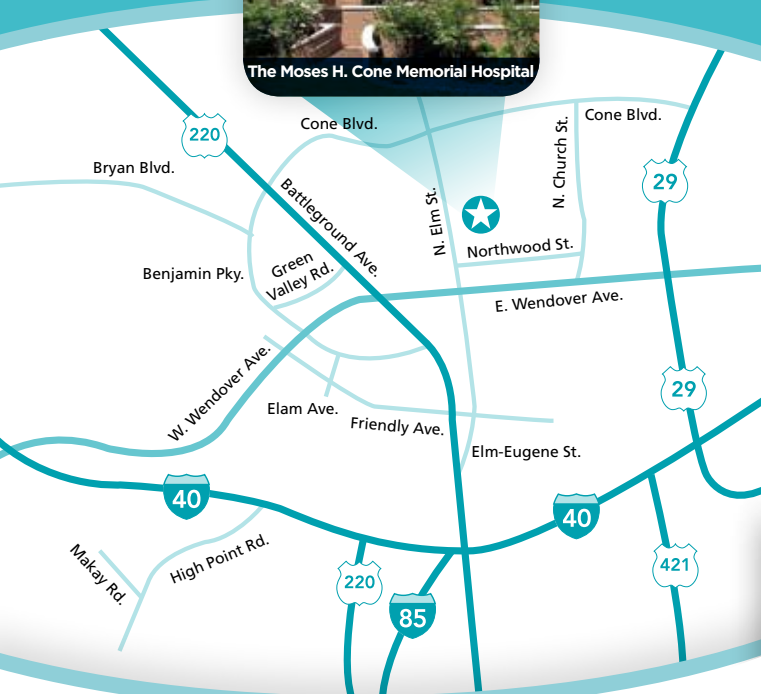 The Moses H. Cone Memorial Hospital
Cone Blvd.
Cone Blvd.
220
N. Church St.
Bryan Blvd.
29
Battleground Ave.
N. Elm St.
Northwood St.
Green
Valley Rd.
Benjamin Pky.
E. Wendover Ave.
W. Wendover Ave.
29
Elam Ave.
Friendly Ave.
Elm-Eugene St.
40
40
High Point Rd.
Makay Rd.
220
421
85